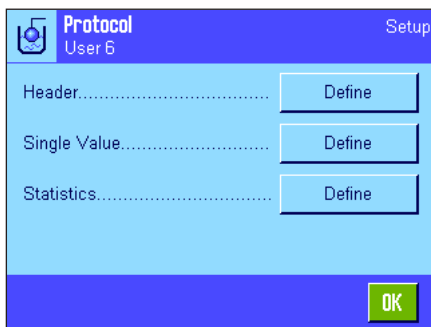 Protocol Setup
User 6
Header.................................. Define
Single Value........................... Define
Statistics................................ Define
OK